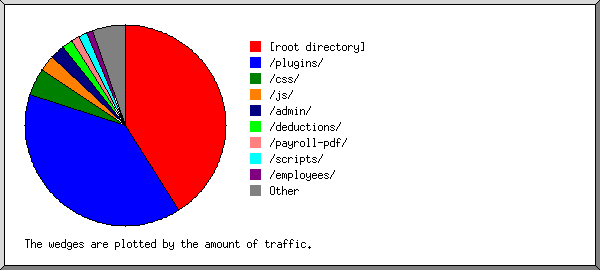 [root directory]
/plugins/
/css/
/js/
/admin/
/deductions/
/payroll-pdf/
/scripts/
/employees/
Other
The wedges are plotted by the amount of traffic.